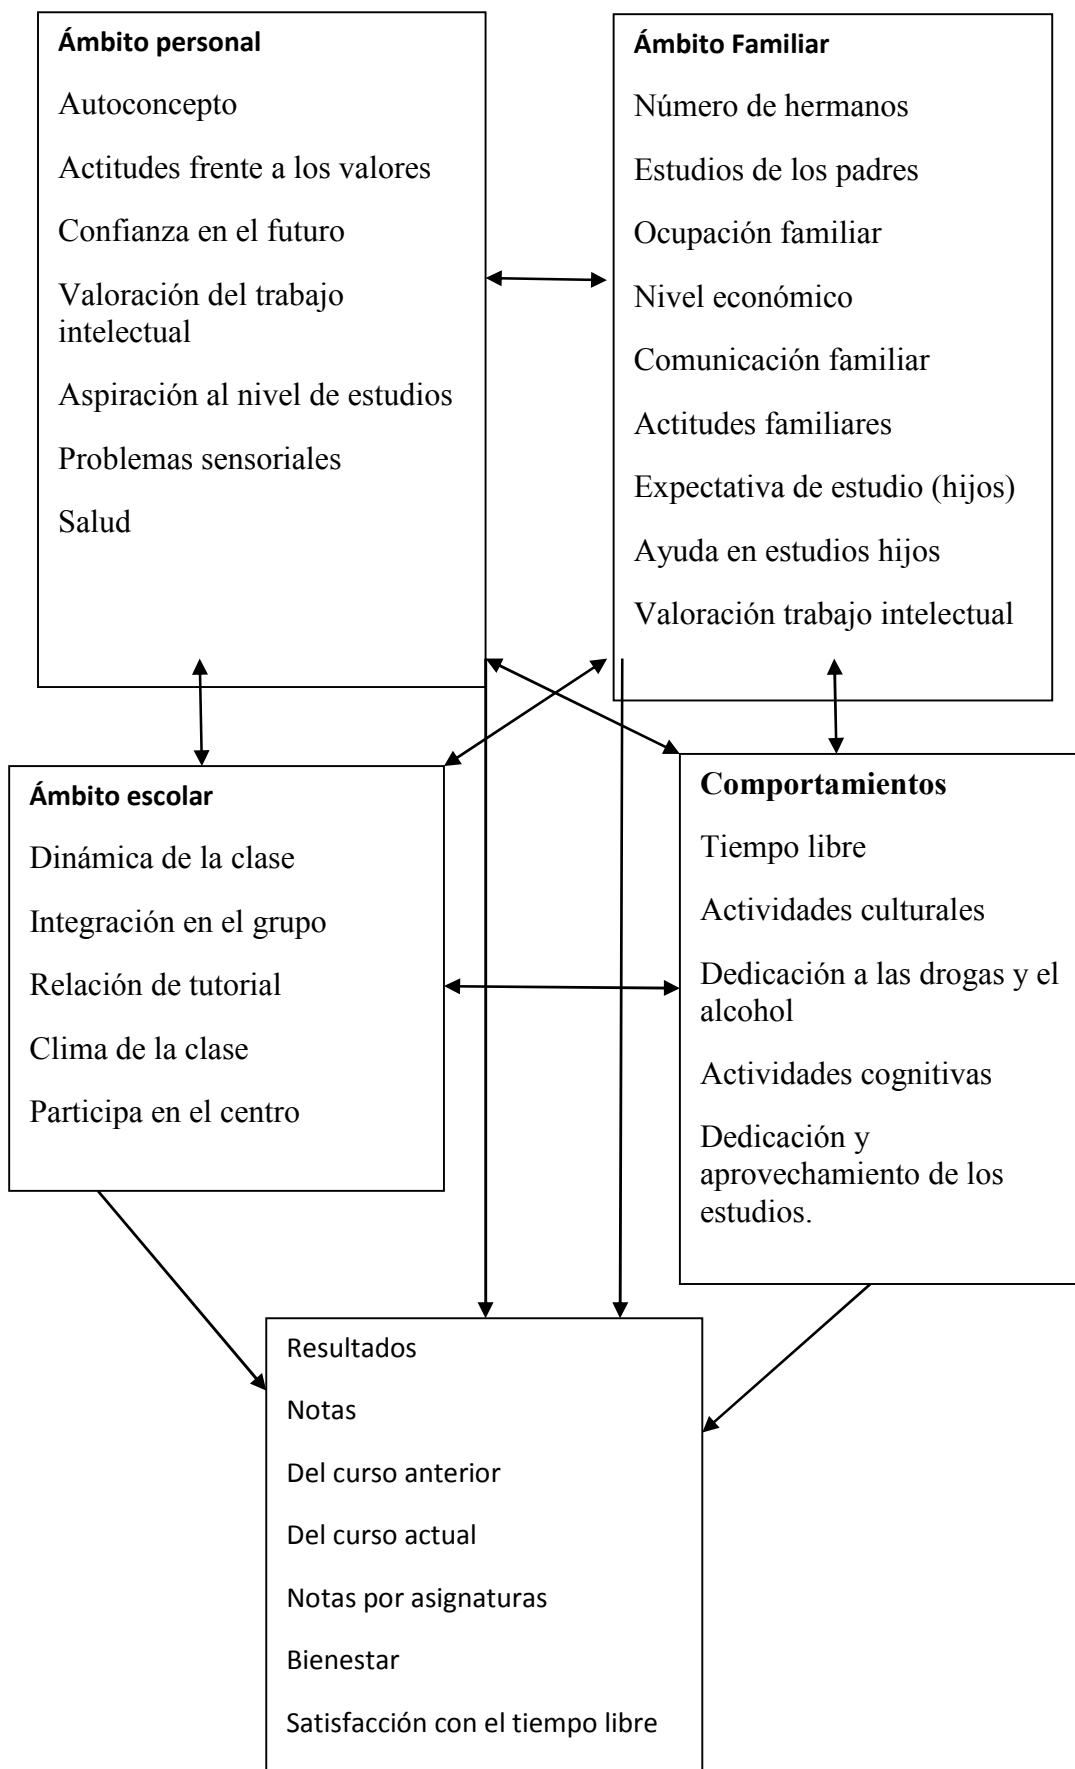 Ámbito personal
Autoconcepto
Actitudes frente a los valores
Confianza en el futuro
Valoración del trabajo
intelectual
Aspiración al nivel de estudios
Problemas sensoriales
Salud
Ámbito Familiar
Número de hermanos
Estudios de los padres
Ocupación familiar
Nivel económico
Comunicación familiar
Actitudes familiares
Expectativa de estudio (hijos)
Ayuda en estudios hijos
Valoración trabajo intelectual
Ámbito escolar
Dinámica de la clase
Integración en el grupo
Relación de tutorial
Clima de la clase
Participa en el centro
Comportamientos
Tiempo libre
Actividades culturales
Dedicación a las drogas y el
alcohol
Actividades cognitivas
Dedicación y
aprovechamiento de los
estudios.
Resultados
Notas
Del curso anterior
Del curso actual
Notas por asignaturas
Bienestar
Satisfacción con el tiempo libre